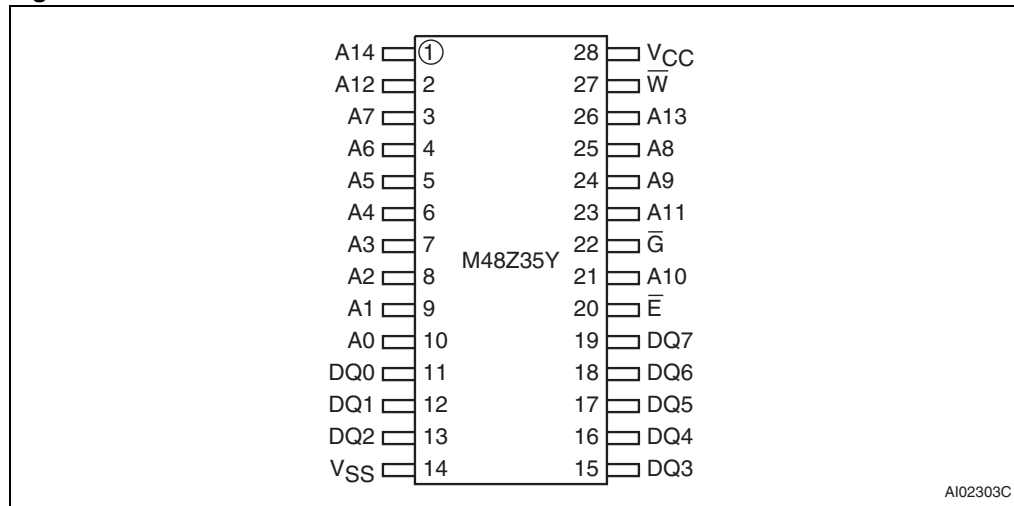 A14 1 28 VCC
A12 2 27 W̅
A7 3 26 A13
A6 4 25 A8
A5 5 24 A9
A4 6 23 A11
A3 7 22 G̅
M48Z35Y
A2 8 21 A10
A1 9 20 E̅
A0 10 19 DQ7
DQ0 11 18 DQ6
DQ1 12 17 DQ5
DQ2 13 16 DQ4
VSS 14 15 DQ3
AI02303C